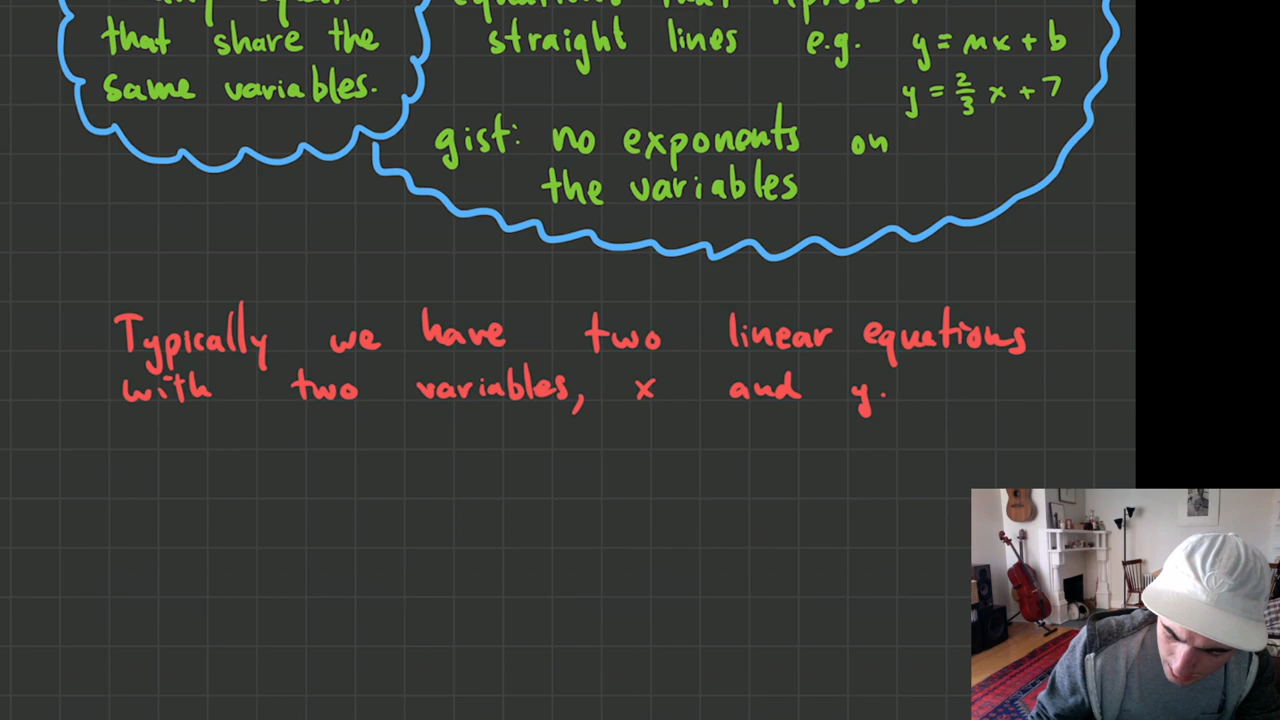 that share the
same variables.
straight lines e.g. y = mx + b
y = 2/3 x + 7
gist: no exponents on
the variables
Typically we have two linear equations
with two variables, x and y.